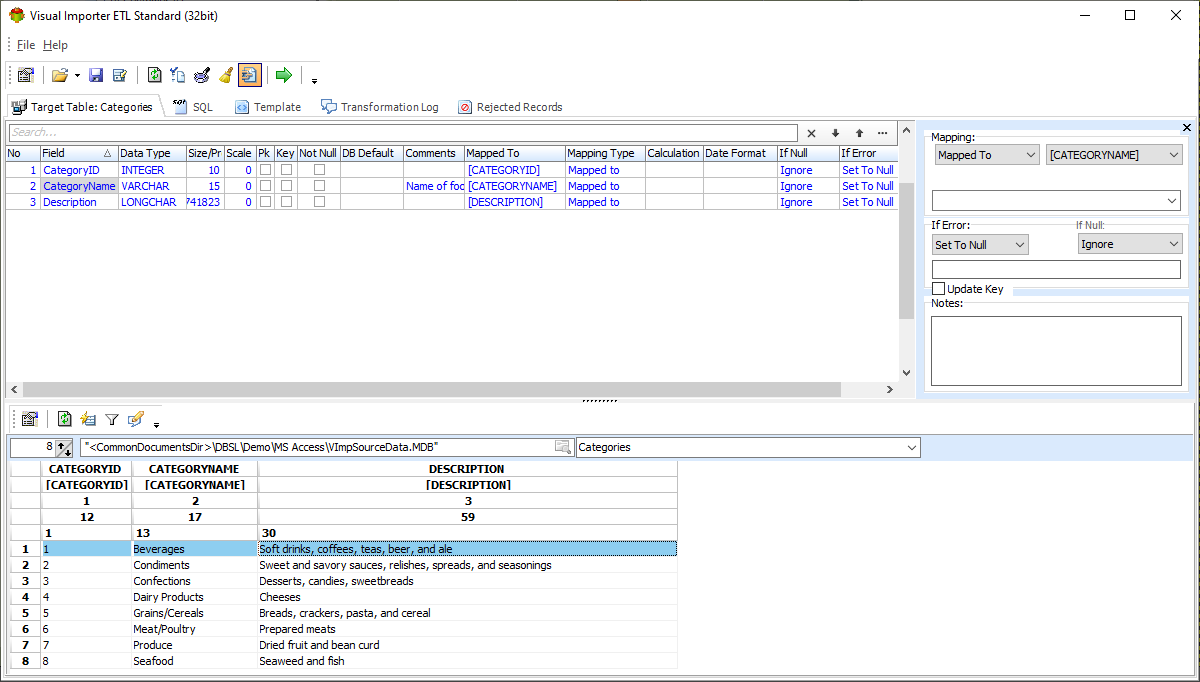 Visual Importer ETL Standard (32bit)
File Help
Target Table: Categories SQL Template Transformation Log Rejected Records
Search...
No Field Data Type Size/Pr Scale Pk Key Not Null DB Default Comments Mapped To Mapping Type Calculation Date Format If Null If Error
1 CategoryID INTEGER 10 0 [CATEGORYID] Mapped to Ignore Set To Null
2 CategoryName VARCHAR 15 0 Name of foo [CATEGORYNAME] Mapped to Ignore Set To Null
3 Description LONGCHAR 741823 0 [DESCRIPTION] Mapped to Ignore Set To Null
Mapping:
Mapped To [CATEGORYNAME]
If Error: If Null:
Set To Null Ignore
Update Key
Notes:
8 "<CommonDocumentsDir>\DBSL\Demo\MS Access\VImpSourceData.MDB" Categories
CATEGORYID CATEGORYNAME DESCRIPTION
[CATEGORYID] [CATEGORYNAME] [DESCRIPTION]
1 2 3
12 17 59
1 13 30
1 1 Beverages Soft drinks, coffees, teas, beer, and ale
2 2 Condiments Sweet and savory sauces, relishes, spreads, and seasonings
3 3 Confections Desserts, candies, sweetbreads
4 4 Dairy Products Cheeses
5 5 Grains/Cereals Breads, crackers, pasta, and cereal
6 6 Meat/Poultry Prepared meats
7 7 Produce Dried fruit and bean curd
8 8 Seafood Seaweed and fish